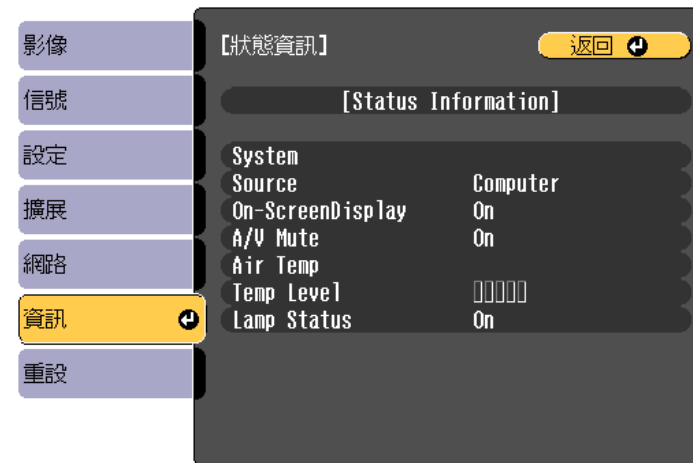 影像
信號
設定
擴展
網路
資訊
重設
【狀態資訊】
返回
[Status Information]
System
Source Computer
On-ScreenDisplay On
A/V Mute On
Air Temp
Temp Level ▯▯▯▯▯
Lamp Status On